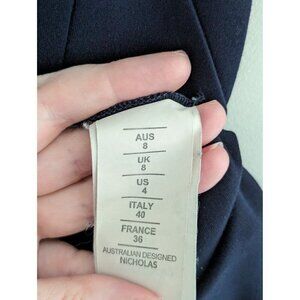 AUS
8
UK
8
US
4
ITALY
40
FRANCE
36
AUSTRALIAN DESIGNED
NICHOLAS